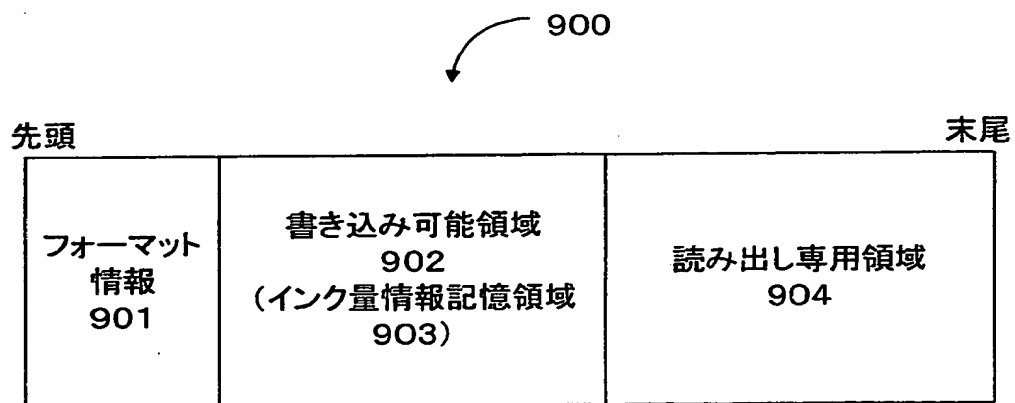 900
先頭
末尾
フォーマット
情報
901
書き込み可能領域
902
(インク量情報記憶領域
903)
読み出し専用領域
904